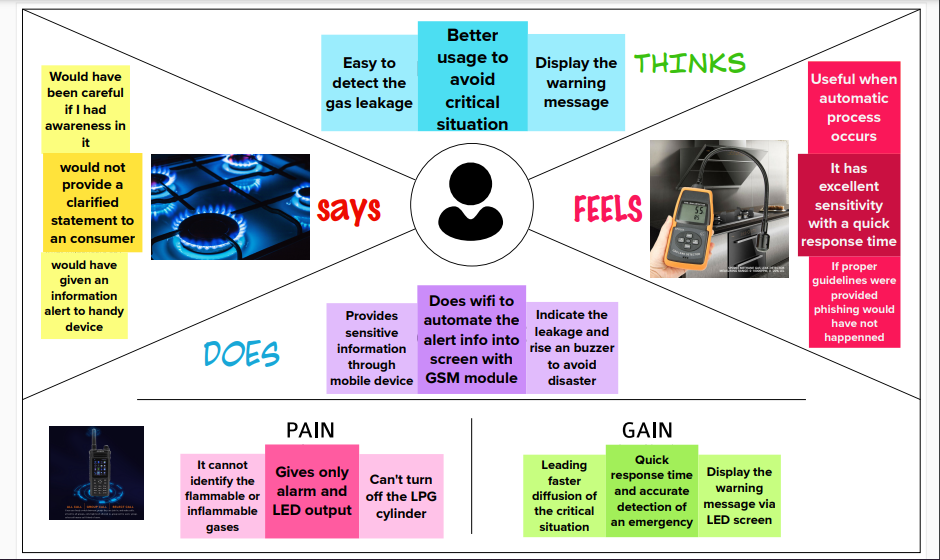 Easy to
detect the
gas leakage
Better
usage to
avoid
critical
situation
Display the
warning
message
THINKS
Would have
been careful
if I had
awareness in
it
would not
provide a
clarified
statement to
an consumer
would have
given an
information
alert to handy
device
says
FEELS
55
Useful when
automatic
process
occurs
It has
excellent
sensitivity
with a quick
response time
If proper
guidelines were
provided
phishing would
have not
happenned
DOES
Provides
sensitive
information
through
mobile device
Does wifi to
automate the
alert info into
screen with
GSM module
Indicate the
leakage and
rise an buzzer
to avoid
disaster
PAIN
It cannot
identify the
flammable or
inflammable
gases
Gives only
alarm and
LED output
Can't turn
off the LPG
cylinder
GAIN
Leading
faster
diffusion of
the critical
situation
Quick
response time
and accurate
detection of
an emergency
Display the
warning
message via
LED screen
ALL CALL | GROUP CALL | SELECT CALL